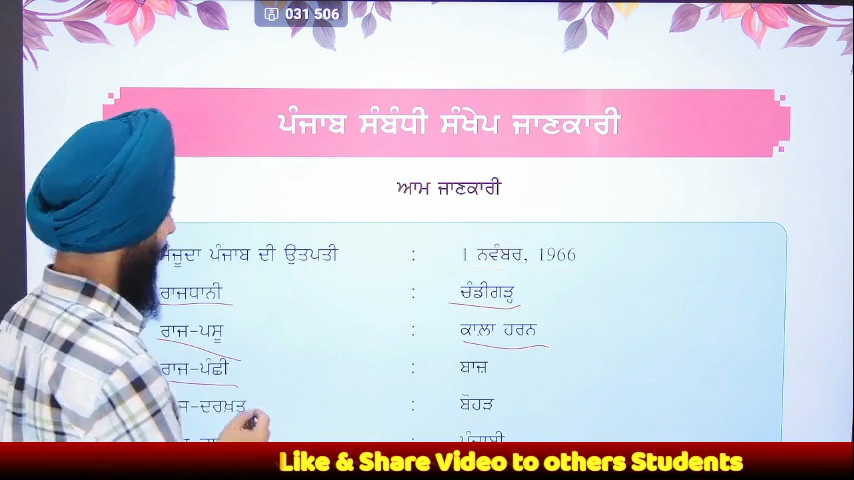 031 506
ਪੰਜਾਬ ਸੰਬੰਧੀ ਸੰਖੇਪ ਜਾਣਕਾਰੀ
ਆਮ ਜਾਣਕਾਰੀ
ਪੰਜਾਬ ਦੀ ਉਤਪਤੀ : 1 ਨਵੰਬਰ, 1966
ਰਾਜਧਾਨੀ : ਚੰਡੀਗੜ੍ਹ
ਰਾਜ-ਪਸ਼ੂ : ਕਾਲਾ ਹਰਨ
ਰਾਜ-ਪੰਛੀ : ਬਾਜ਼
-ਦਰਖ਼ਤ : ਬੋਹੜ
Like & Share Video to others Students